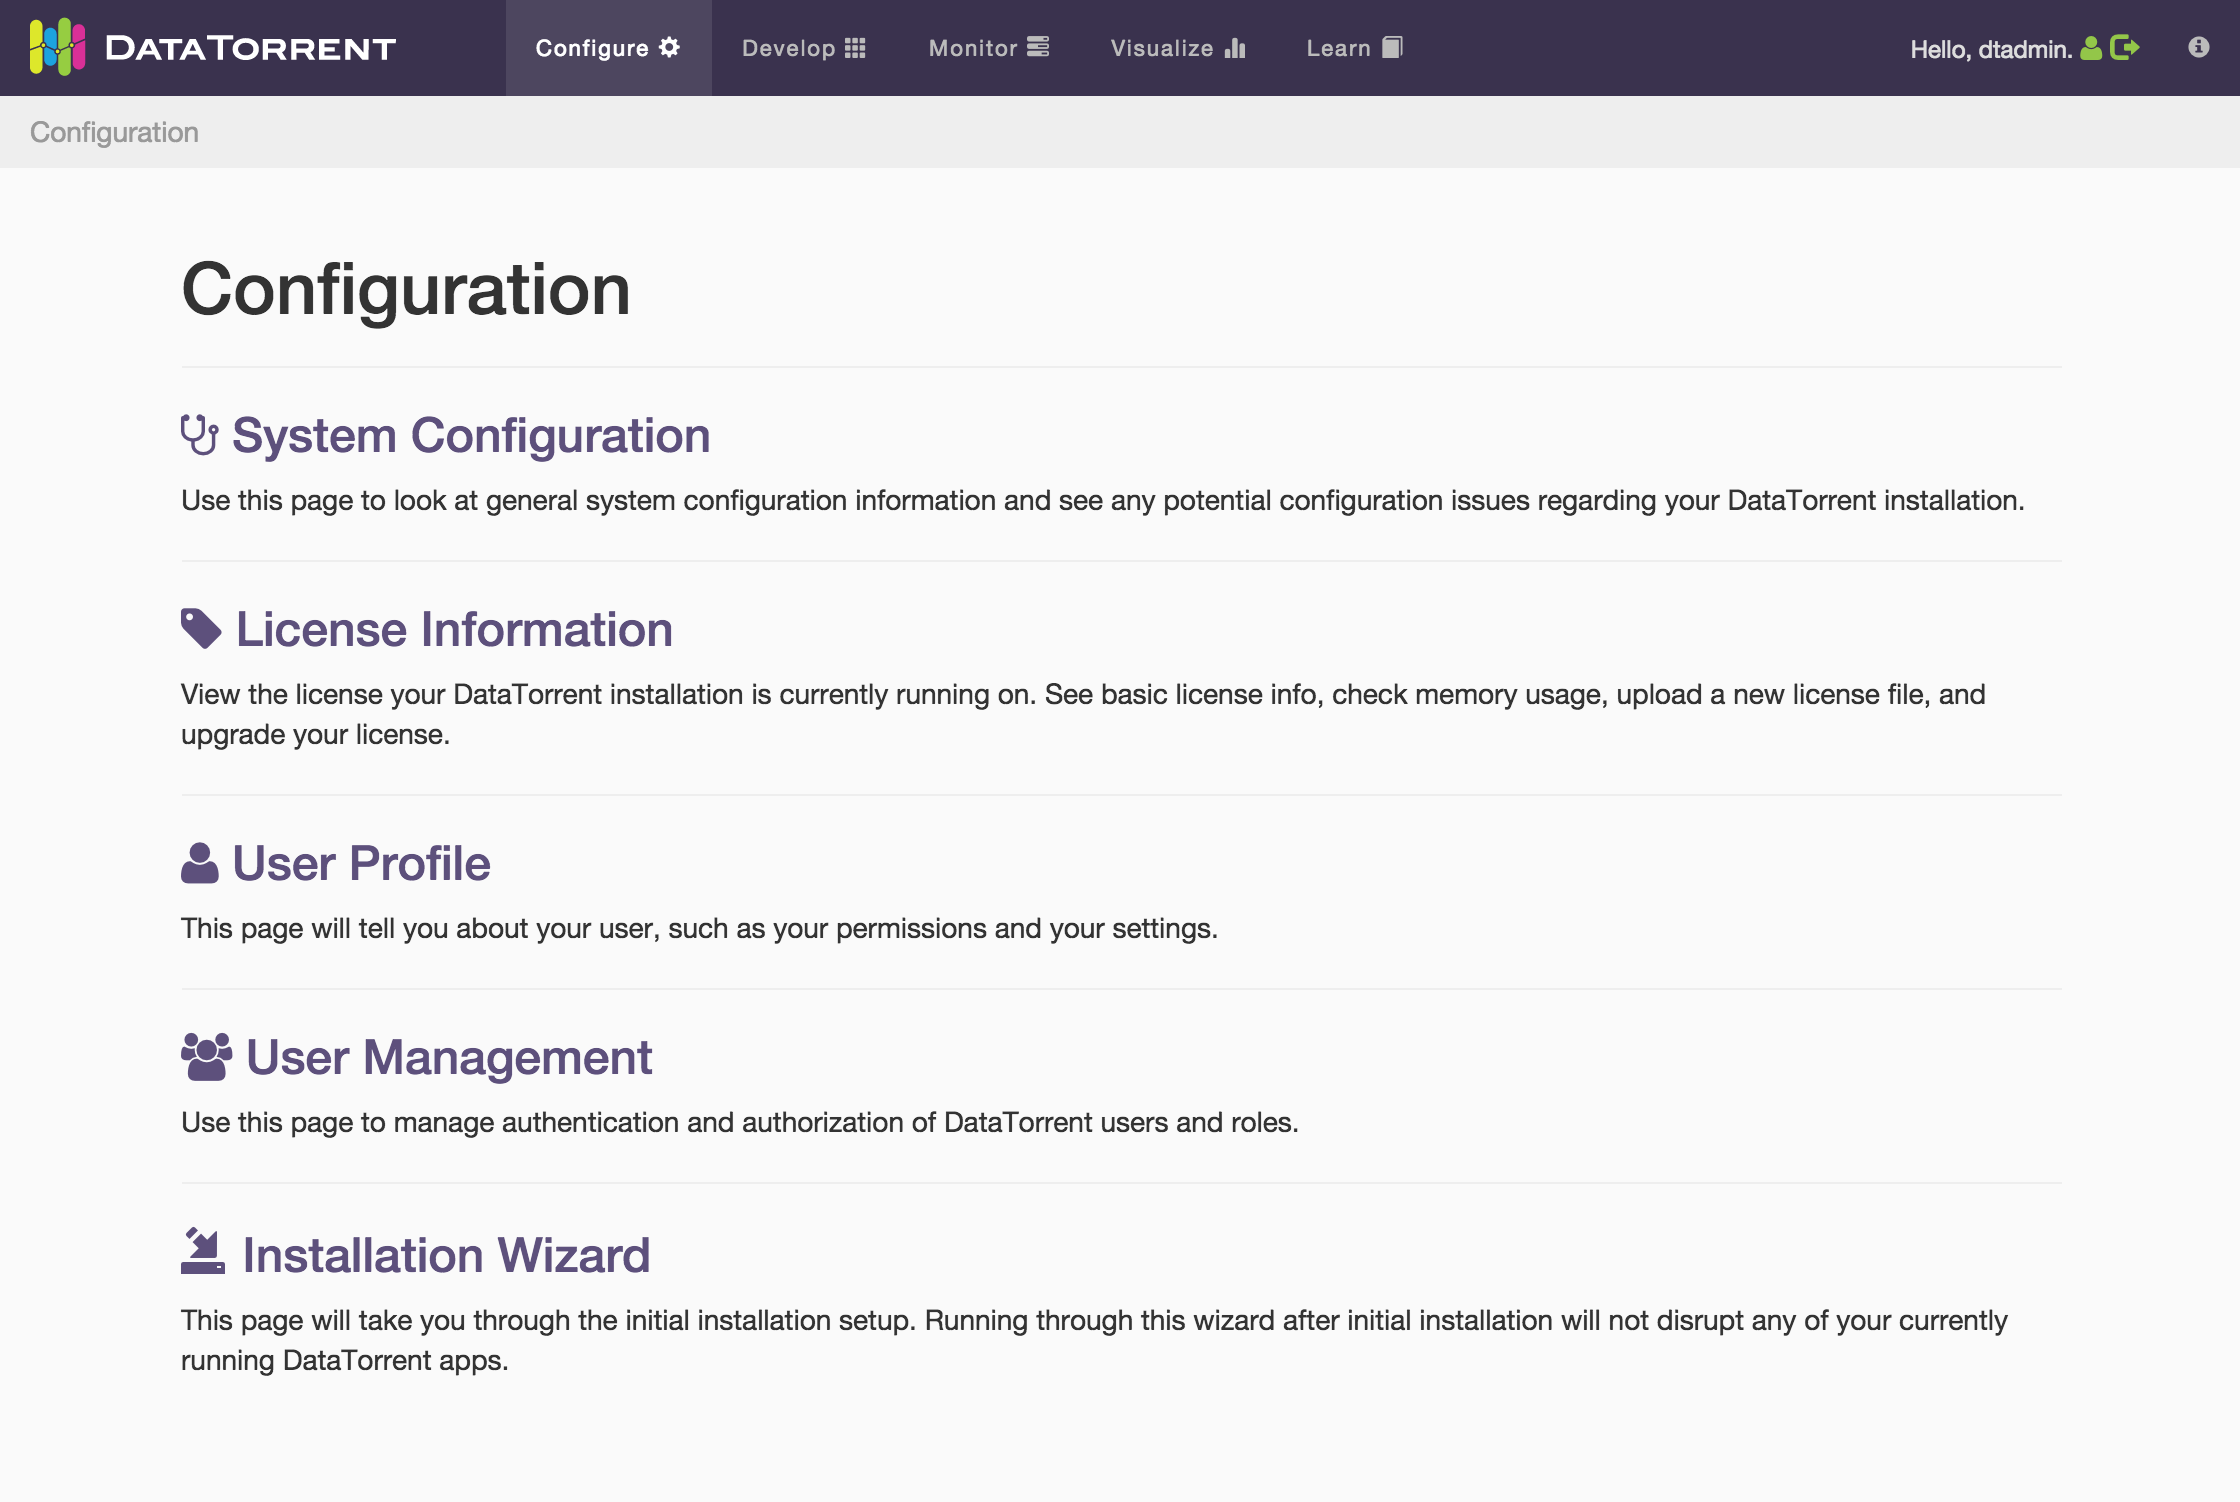 DATATORRENT
Configure Develop Monitor Visualize Learn Hello, dtadmin.
Configuration
Configuration
System Configuration
Use this page to look at general system configuration information and see any potential configuration issues regarding your DataTorrent installation.
License Information
View the license your DataTorrent installation is currently running on. See basic license info, check memory usage, upload a new license file, and
upgrade your license.
User Profile
This page will tell you about your user, such as your permissions and your settings.
User Management
Use this page to manage authentication and authorization of DataTorrent users and roles.
Installation Wizard
This page will take you through the initial installation setup. Running through this wizard after initial installation will not disrupt any of your currently
running DataTorrent apps.